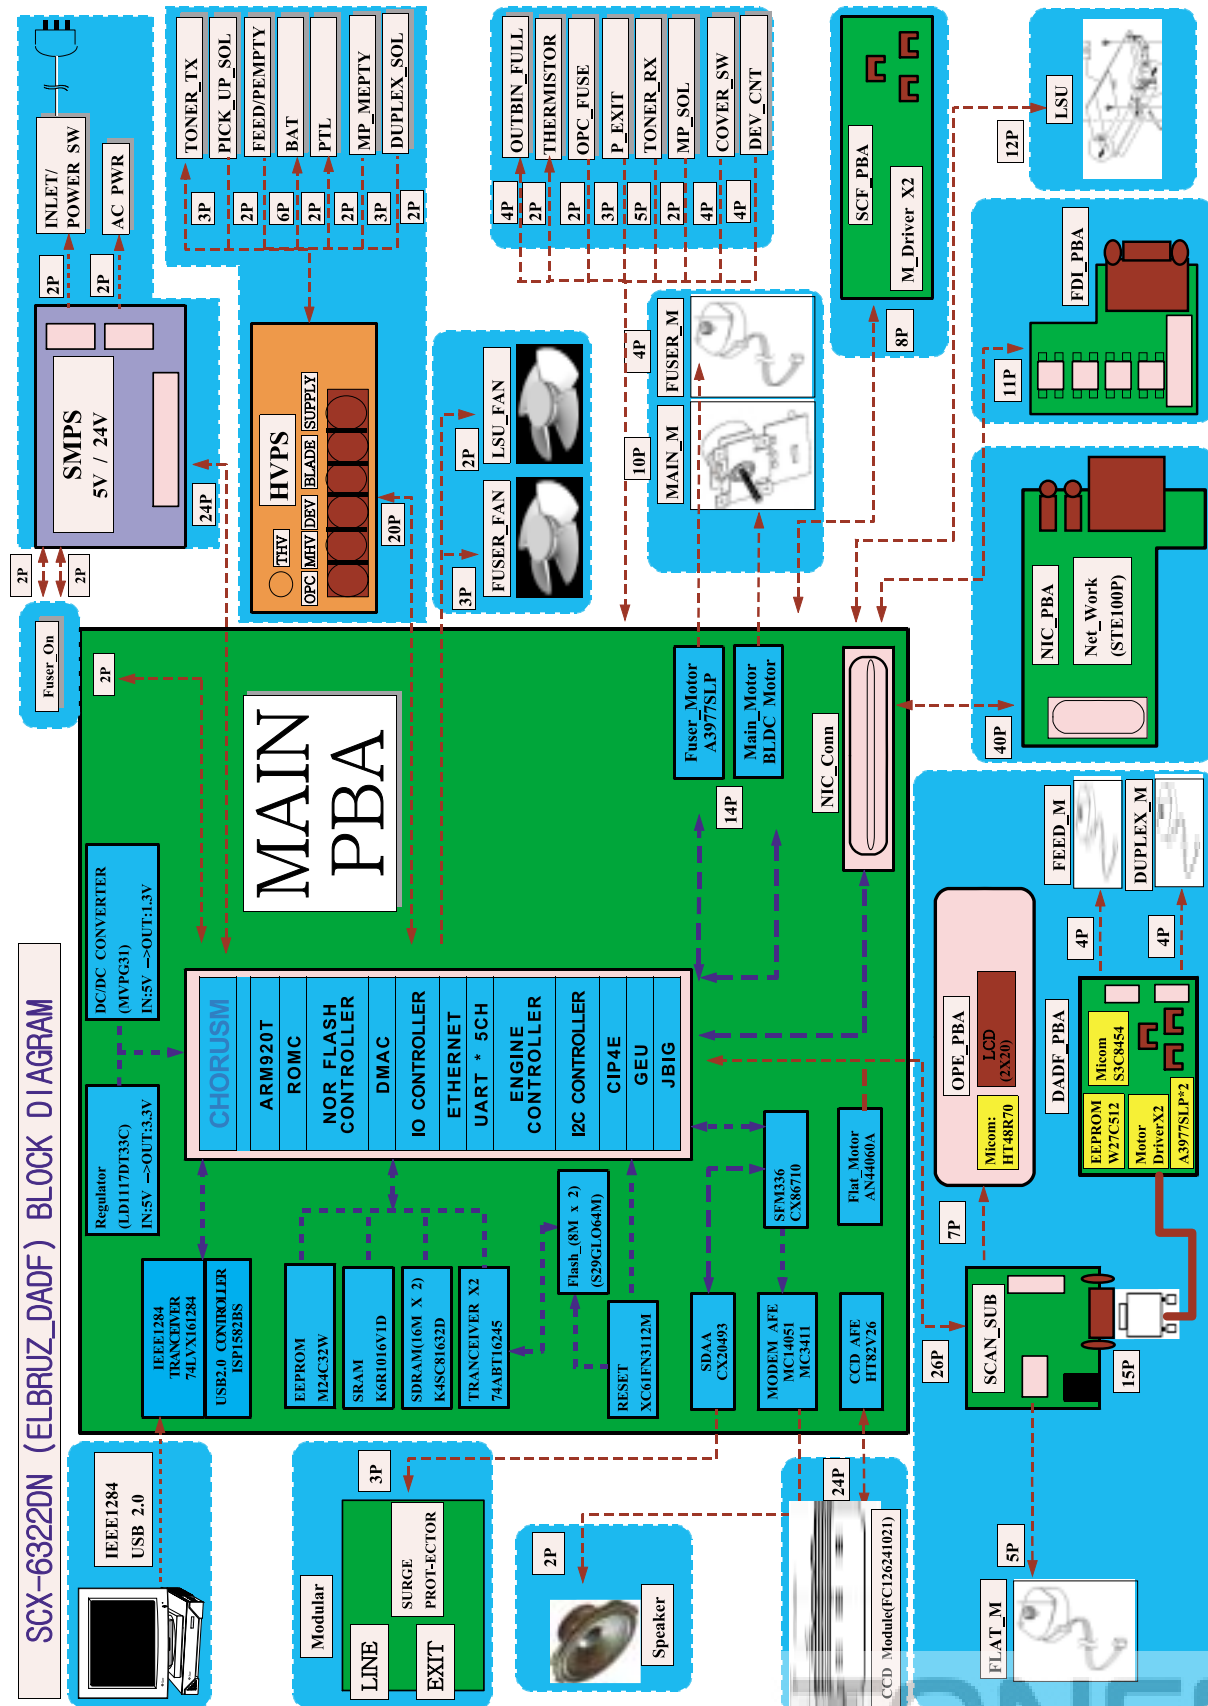 SCX-6322DN (ELBRUZ_DADF) BLOCK DIAGRAM
IEEE1284
USB 2.0
Modular
LINE
EXIT
SURGE
PROT-ECTOR
3P
Speaker
2P
CCD Module(FC126241021)
24P
FLAT_M
5P
IEEE1284
TRANCEIVER
74LVX161284
USB2.0 CONTROLLER
ISP1582BS
EEPROM
M24C32W
SRAM
K6R1016V1D
SDRAM(16M X 2)
K4SC81632D
TRANCEIVER X2
74ABT16245
RESET
XC61FN3112M
Flash_(8M x 2)
(S29GLO64M)
SDAA
CX20493
MODEM AFE
MC14051
MC3411
CCD AFE
HT82V26
SFM336
CX86710
Flat_Motor
AN44060A
Regulator
(LD1117DT33C)
IN:5V —>OUT:3.3V
DC/DC CONVERTER
(MVPG31)
IN:5V —>OUT:1.3V
CHORUSM
ARM920T
ROMC
NOR FLASH
CONTROLLER
DMAC
IO CONTROLLER
ETHERNET
UART * 5CH
ENGINE
CONTROLLER
I2C CONTROLLER
CIP4E
GEU
JBIG
MAIN
PBA
2P
Fuser_Motor
A3977SLP
Main_Motor
BLDC Motor
14P
NIC_Conn
Fuser_On
2P
2P
SMPS
5V / 24V
24P
2P
2P
INLET/
POWER SW
AC PWR
TONER_TX
PICK_UP_SOL
FEED/PEMPTY
BAT
PTL
MP_MEPTY
DUPLEX_SOL
3P
2P
6P
2P
2P
3P
2P
HVPS
THV
OPC
MHV
DEV
BLADE
SUPPLY
20P
FUSER_FAN
LSU_FAN
3P
2P
OUTBIN_FULL
THERMISTOR
OPC_FUSE
P_EXIT
TONER_RX
MP_SOL
COVER_SW
DEV_CNT
4P
2P
2P
3P
5P
2P
4P
4P
MAIN_M
FUSER_M
10P
4P
SCF_PBA
M_Driver X2
8P
LSU
12P
FDI_PBA
11P
NIC_PBA
Net_Work
(STE100P)
40P
OPE_PBA
Micom:
HT48R70
LCD
(2X20)
7P
SCAN_SUB
26P
15P
DADF_PBA
EEPROM
W27C512
Micom
S3C8454
Motor
DriverX2
A3977SLP*2
FEED_M
DUPLEX_M
4P
4P